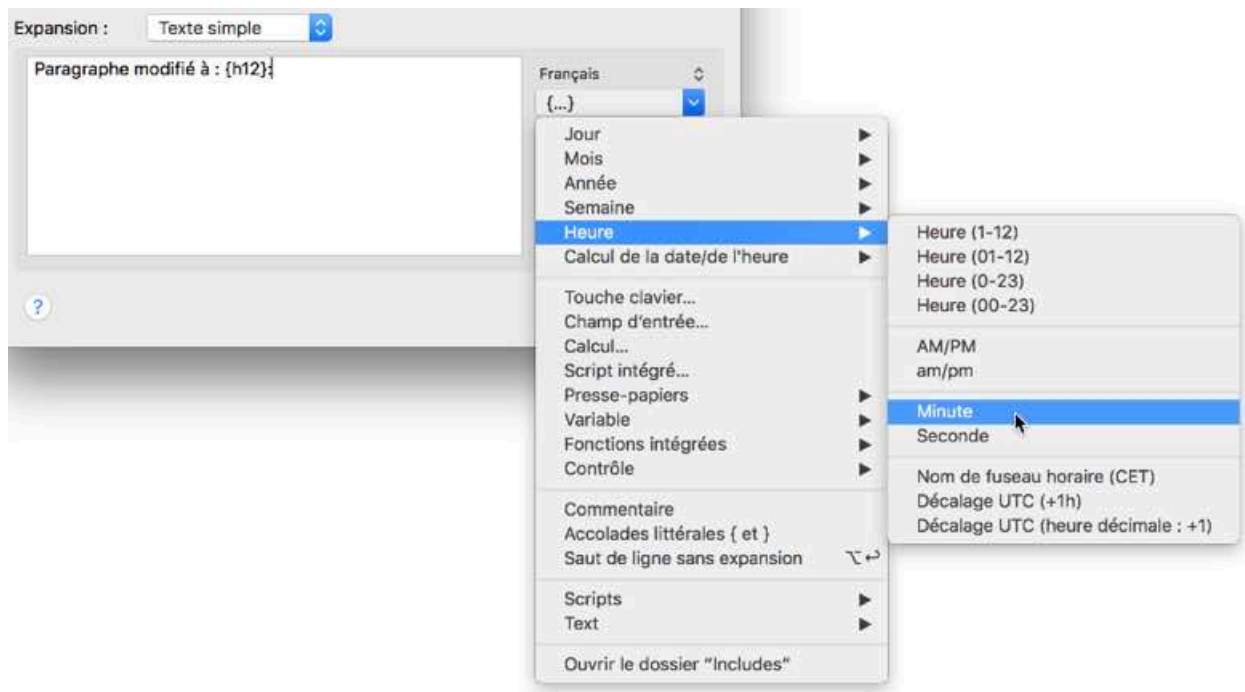 Expansion : Texte simple
Paragraphe modifié à : {h12}:
Français
{...}
Jour
Mois
Année
Semaine
Heure
Calcul de la date/de l'heure
Touche clavier...
Champ d'entrée...
Calcul...
Script intégré...
Presse-papiers
Variable
Fonctions intégrées
Contrôle
Commentaire
Accolades littérales { et }
Saut de ligne sans expansion ⌥↩
Scripts
Text
Ouvrir le dossier "Includes"
Heure (1-12)
Heure (01-12)
Heure (0-23)
Heure (00-23)
AM/PM
am/pm
Minute
Seconde
Nom de fuseau horaire (CET)
Décalage UTC (+1h)
Décalage UTC (heure décimale : +1)
?